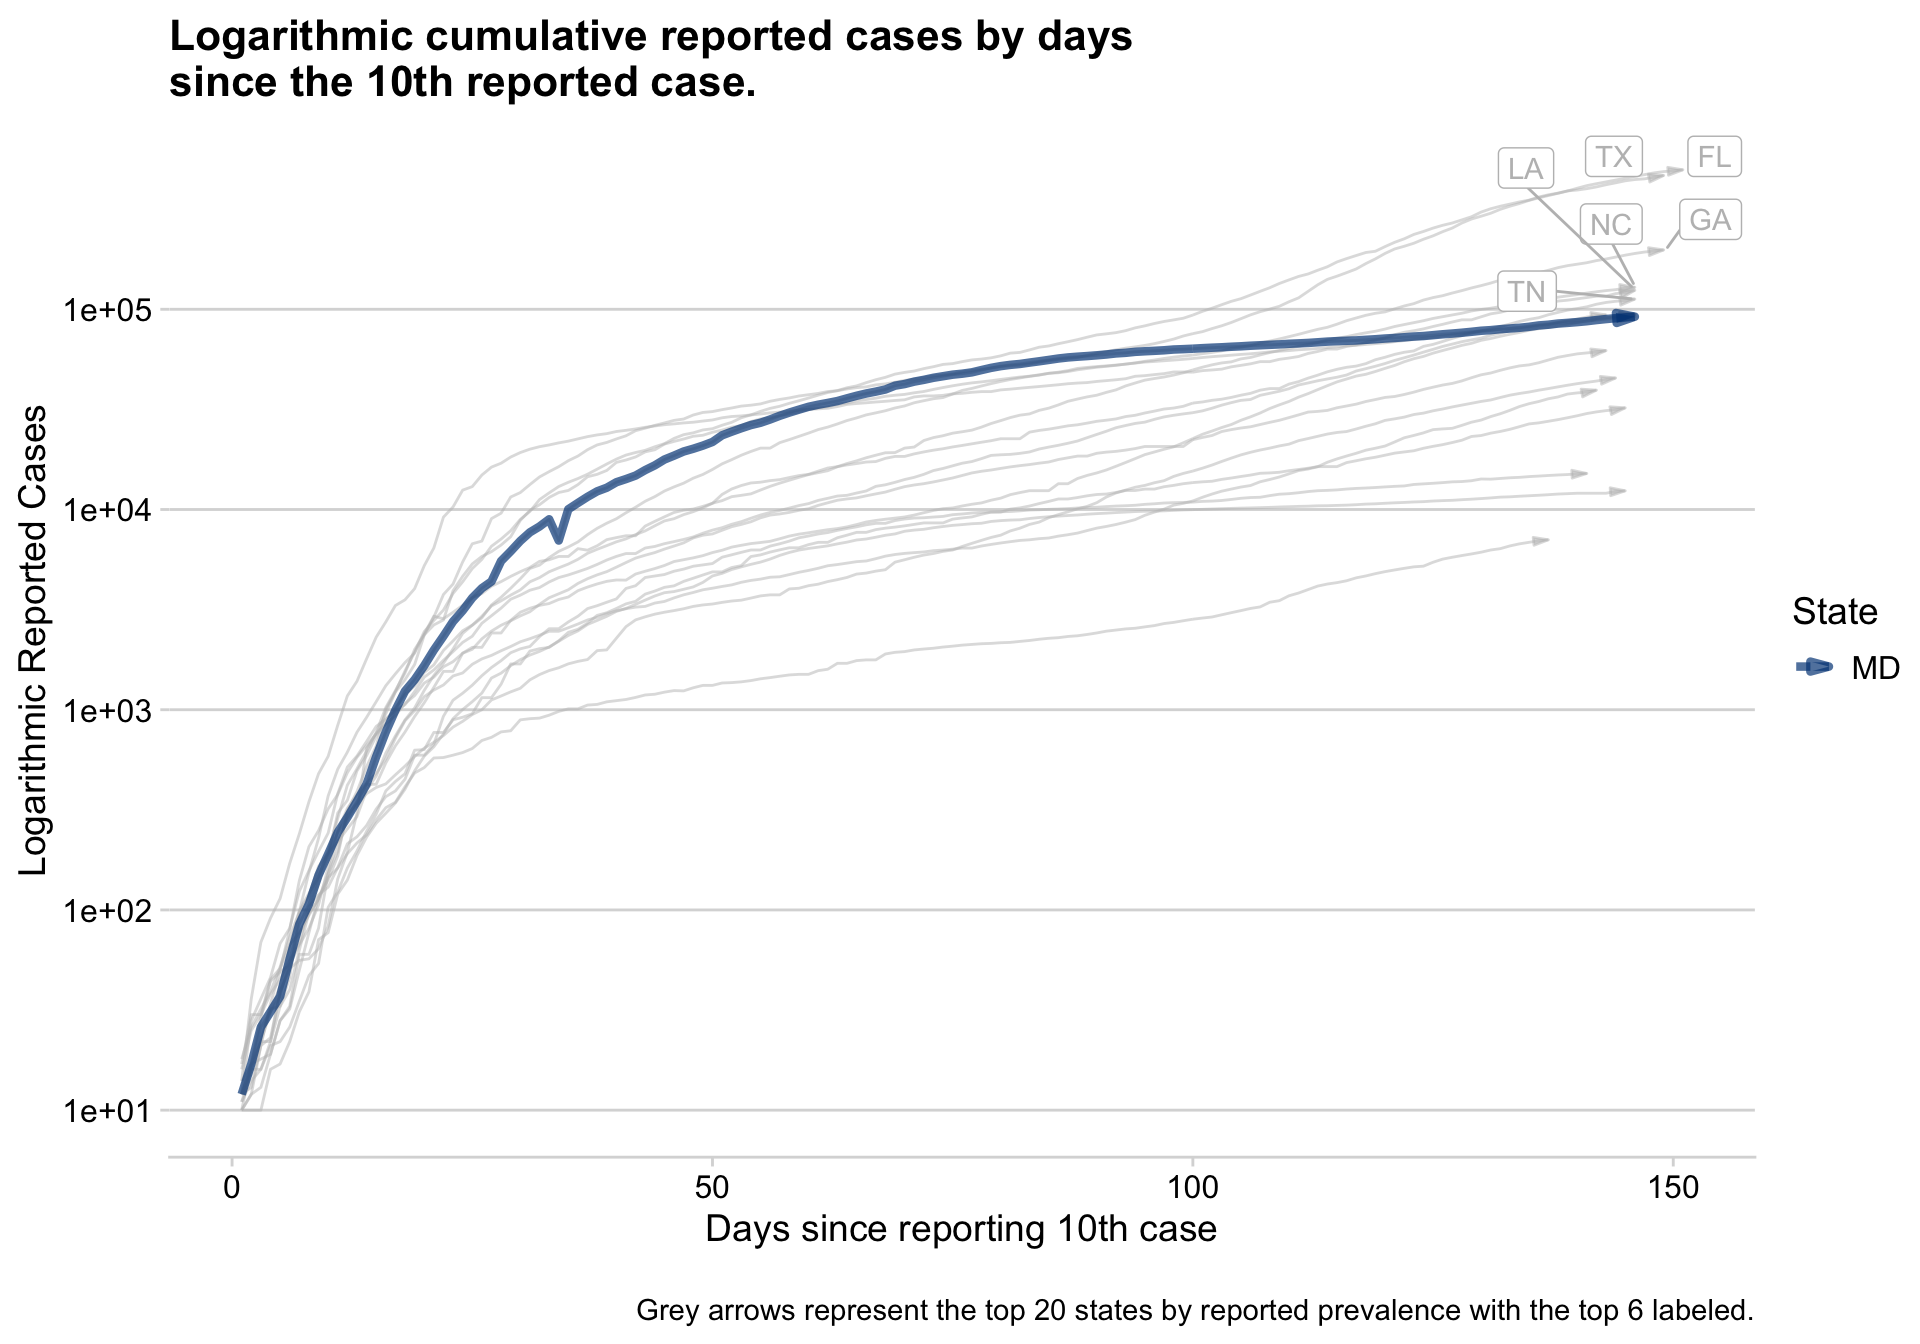 Logarithmic cumulative reported cases by days
since the 10th reported case.
LA
TX
FL
NC
GA
TN
1e+05
1e+04
1e+03
1e+02
1e+01
Logarithmic Reported Cases
State
MD
0 50 100 150
Days since reporting 10th case
Grey arrows represent the top 20 states by reported prevalence with the top 6 labeled.